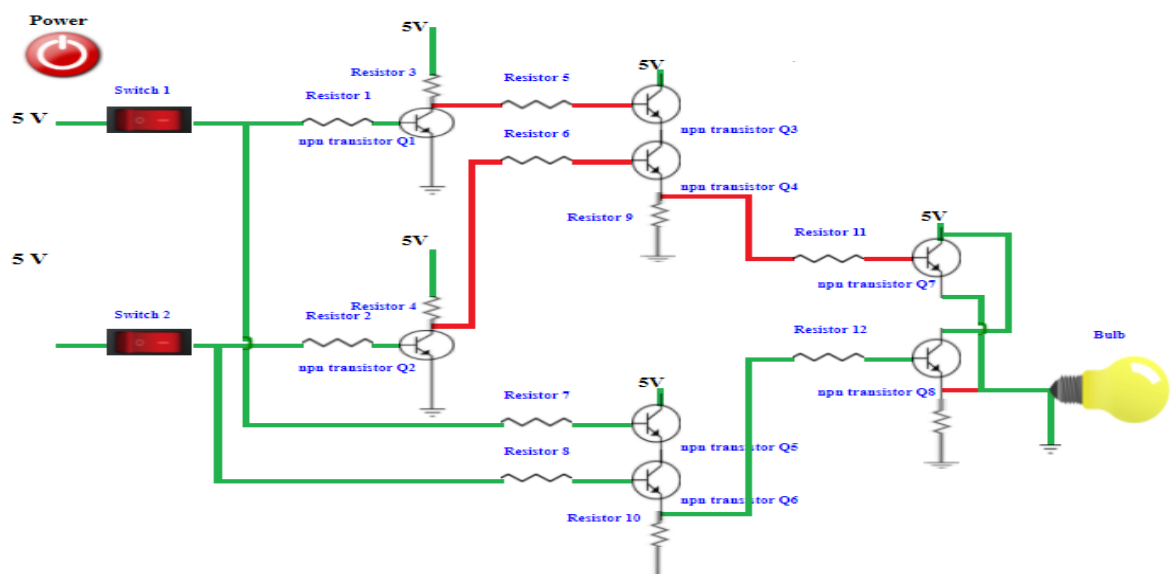 Power
5V
Resistor 3
Switch 1
Resistor 1
5 V
npn transistor Q1
Resistor 5
5V
npn transistor Q3
Resistor 6
npn transistor Q4
Resistor 9
5 V
5V
Resistor 4
Switch 2
Resistor 2
npn transistor Q2
Resistor 11
5V
npn transistor Q7
Resistor 12
npn transistor Q8
Bulb
Resistor 7
5V
npn transistor Q5
Resistor 8
npn transistor Q6
Resistor 10